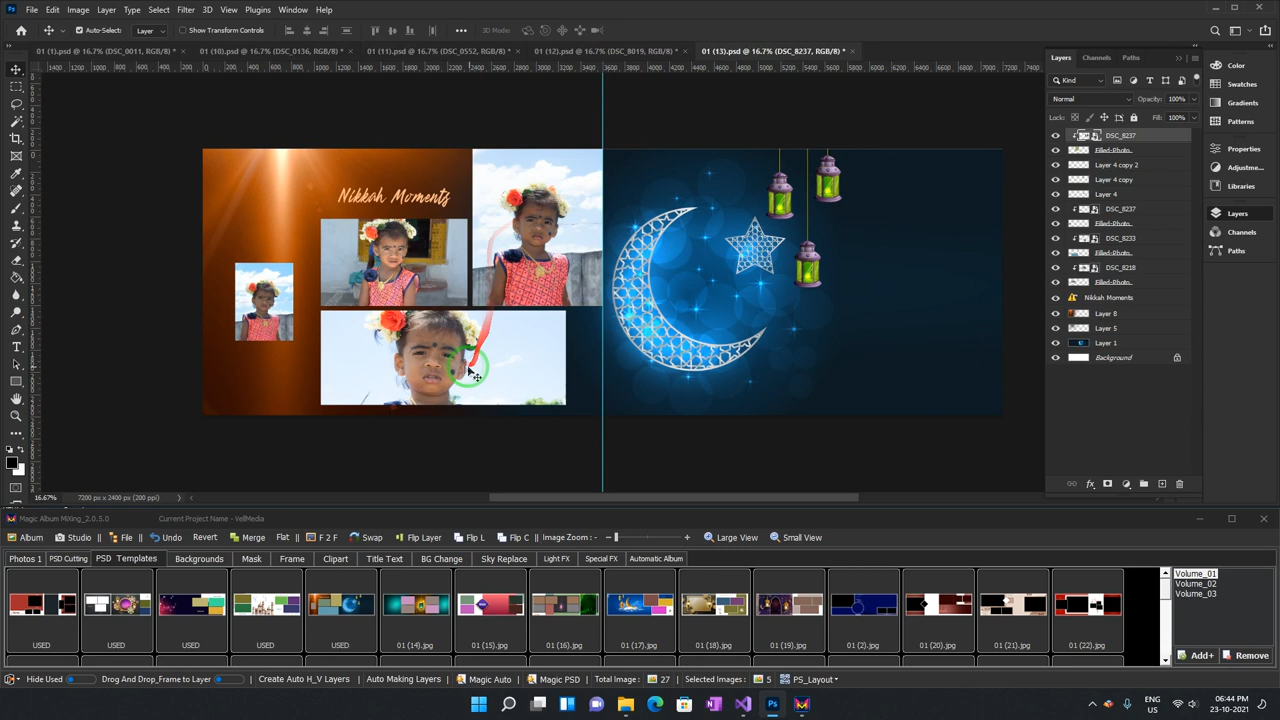 Ps File Edit Image Layer Type Select Filter 3D View Plugins Window Help
Auto-Select: Layer Show Transform Controls 3D Mode:
01 (1).psd @ 16.7% (DSC_0011, RGB/8) * 01 (10).psd @ 16.7% (DSC_0136, RGB/8) * 01 (11).psd @ 16.7% (DSC_0552, RGB/8) * 01 (12).psd @ 16.7% (DSC_8019, RGB/8) * 01 (13).psd @ 16.7% (DSC_8237, RGB/8) *
Layers Channels Paths
Kind
Normal Opacity: 100%
Lock: Fill: 100%
DSC_8237
Filled-Photo
Layer 4 copy 2
Layer 4 copy
Layer 4
DSC_8237
Filled-Photo
DSC_8233
Filled-Photo
DSC_8218
Filled-Photo
Nikkah Moments
Layer 8
Layer 5
Layer 1
Background
Color
Swatches
Gradients
Patterns
Properties
Adjustme...
Libraries
Layers
Channels
Paths
Nikkah Moments
16.67% 7200 px x 2400 px (200 ppi)
Magic Album MiXing_2.0.5.0 Current Project Name - VellMedia
Album Studio File Undo Revert Merge Flat F 2 F Swap Flip Layer Flip L Flip C Image Zoom : - Large View Small View
Photos 1 PSD Cutting PSD Templates Backgrounds Mask Frame Clipart Title Text BG Change Sky Replace Light FX Special FX Automatic Album
Volume_01
Volume_02
Volume_03
USED USED USED USED USED 01 (14).jpg 01 (15).jpg 01 (16).jpg 01 (17).jpg 01 (18).jpg 01 (19).jpg 01 (2).jpg 01 (20).jpg 01 (21).jpg 01 (22).jpg
Add+ Remove
Hide Used Drag And Drop_Frame to Layer Create Auto H_V Layers Auto Making Layers Magic Auto Magic PSD Total Image: 27 Selected Images: 5 PS_Layout
ENG
US
06:44 PM
23-10-2021